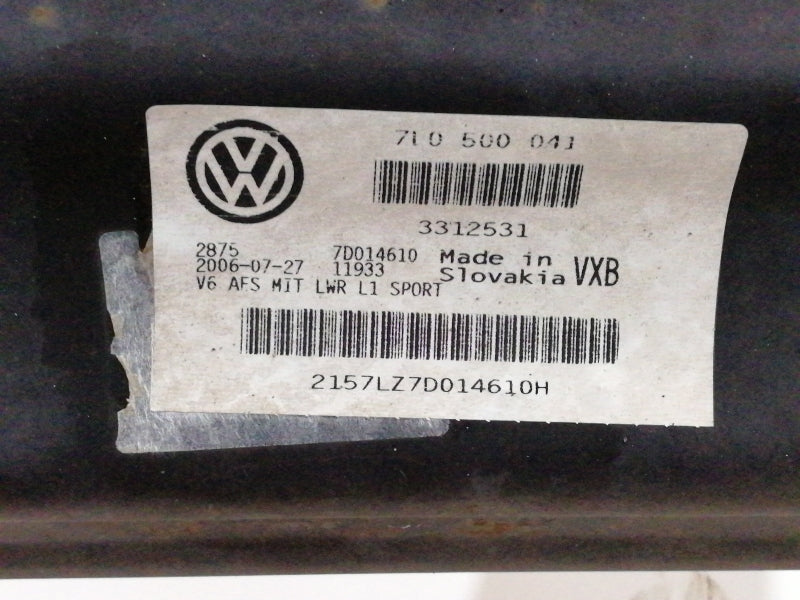 7L0 500 041
3312531
2875 7D014610 Made in
2006-07-27 11933 Slovakia VXB
V6 AFS MIT LWR L1 SPORT
2157LZ7D014610H